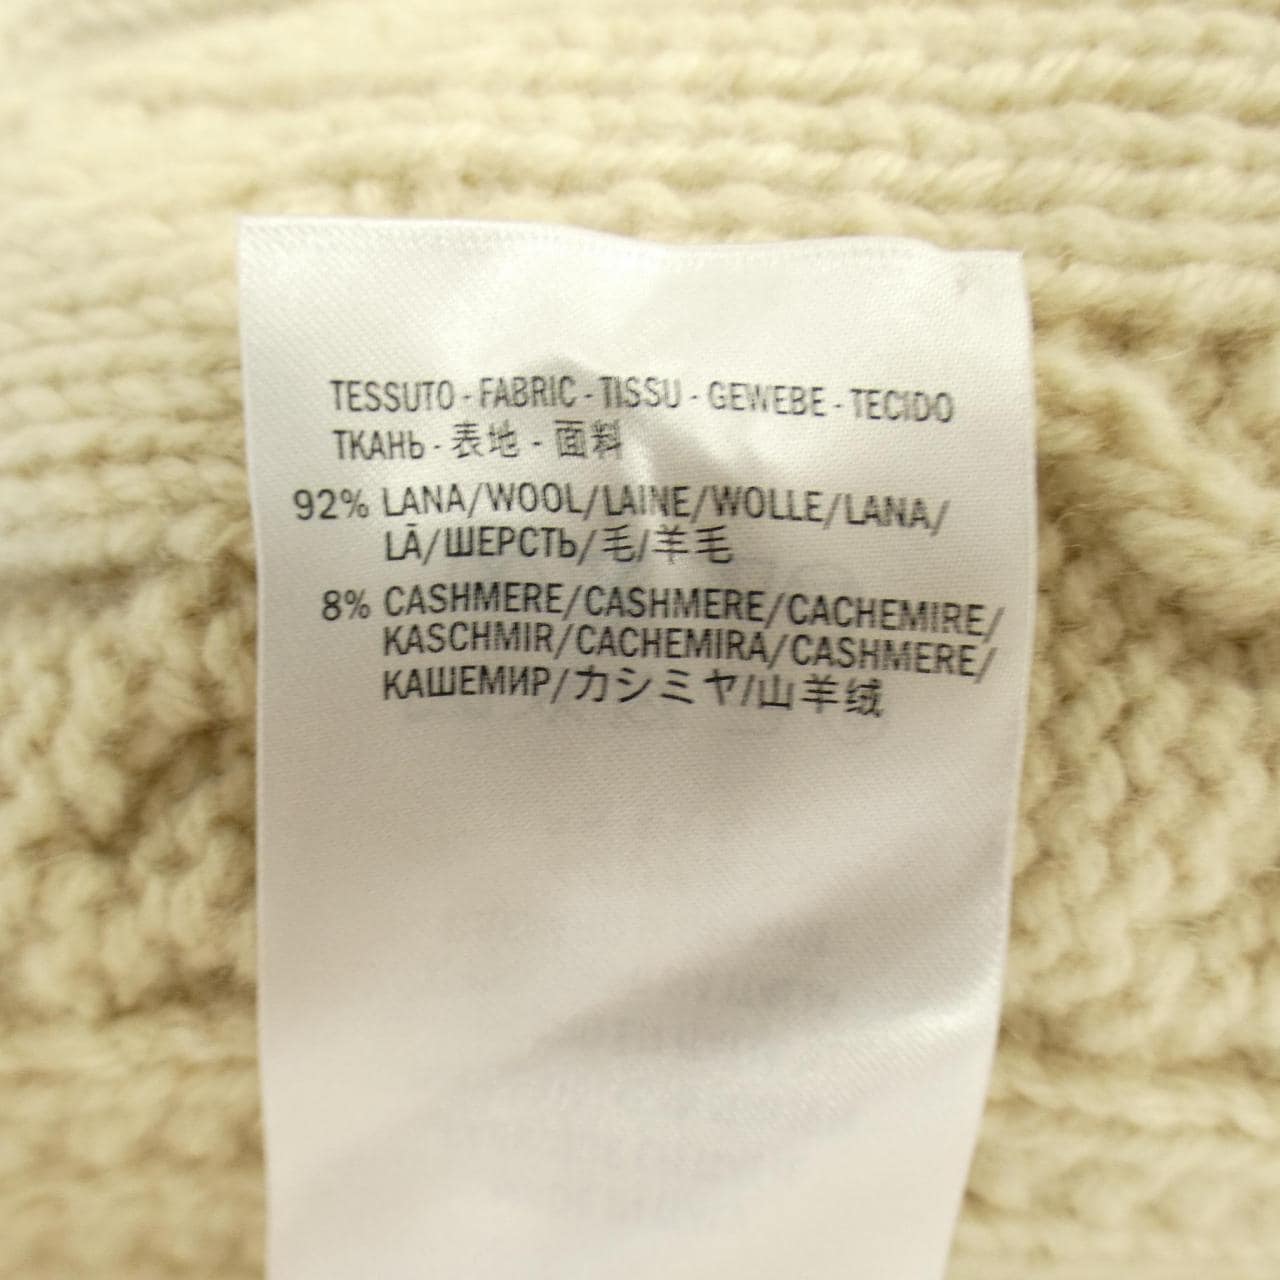 TESSUTO - FABRIC - TISSU - GEWEBE - TECIDO
ТКАНЬ - 表地 - 面料
92% LANA/WOOL/LAINE/WOLLE/LANA/
LÃ/ШЕРСТЬ/毛/羊毛
8% CASHMERE/CASHMERE/CACHEMIRE/
KASCHMIR/CACHEMIRA/CASHMERE/
КАШЕМИР/カシミヤ/山羊绒